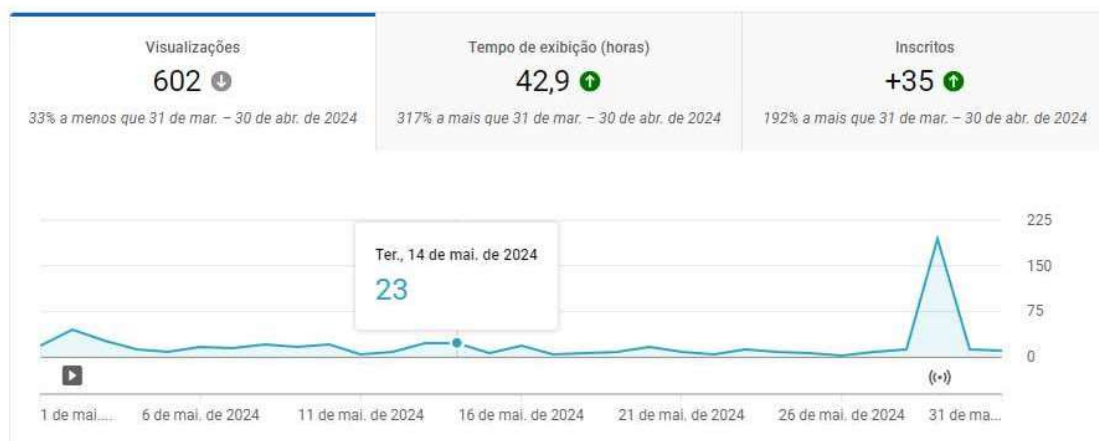 Visualizações
602
33% a menos que 31 de mar. – 30 de abr. de 2024
Tempo de exibição (horas)
42,9
317% a mais que 31 de mar. – 30 de abr. de 2024
Inscritos
+35
192% a mais que 31 de mar. – 30 de abr. de 2024
Ter., 14 de mai. de 2024
23
225
150
75
0
1 de mai.... 6 de mai. de 2024 11 de mai. de 2024 16 de mai. de 2024 21 de mai. de 2024 26 de mai. de 2024 31 de ma...